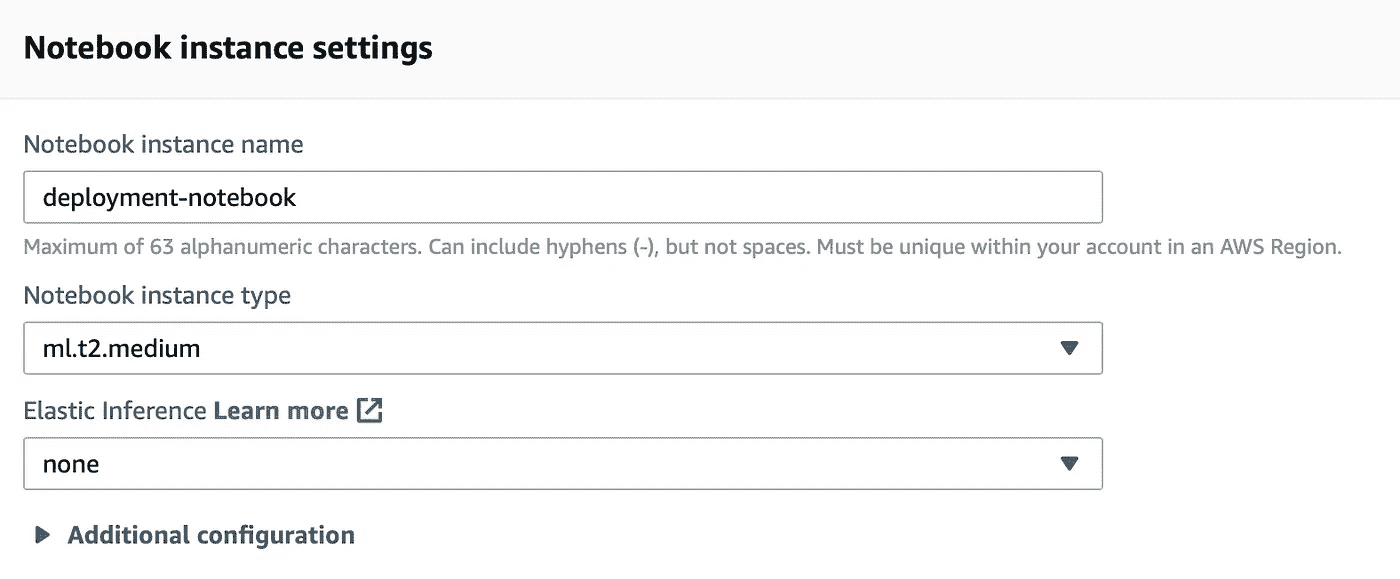 Notebook instance settings
Notebook instance name
deployment-notebook
Maximum of 63 alphanumeric characters. Can include hyphens (-), but not spaces. Must be unique within your account in an AWS Region.
Notebook instance type
ml.t2.medium
Elastic Inference Learn more
none
Additional configuration